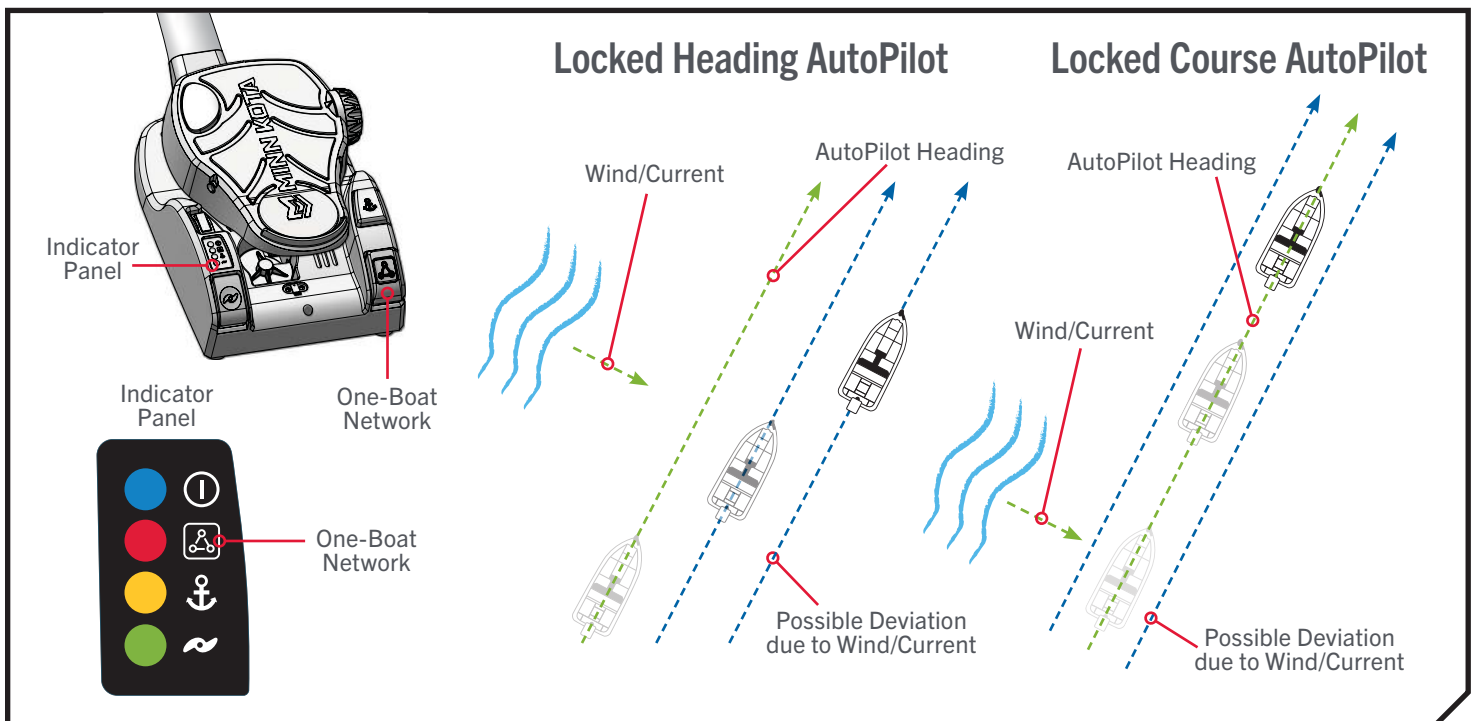 MINN KOTA
Indicator
Panel
One-Boat
Network
Indicator
Panel
One-Boat
Network
Locked Heading AutoPilot
Wind/Current
AutoPilot Heading
Possible Deviation
due to Wind/Current
Locked Course AutoPilot
AutoPilot Heading
Wind/Current
Possible Deviation
due to Wind/Current